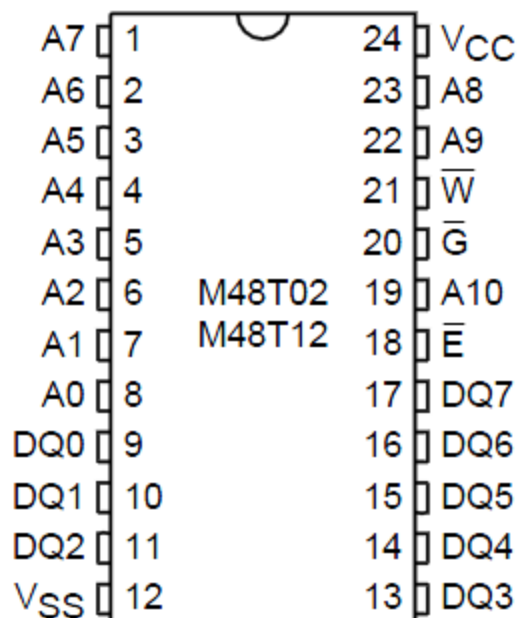 A7 1 24 VCC
A6 2 23 A8
A5 3 22 A9
A4 4 21 W̅
A3 5 20 G̅
A2 6 M48T02 19 A10
A1 7 M48T12 18 E̅
A0 8 17 DQ7
DQ0 9 16 DQ6
DQ1 10 15 DQ5
DQ2 11 14 DQ4
VSS 12 13 DQ3